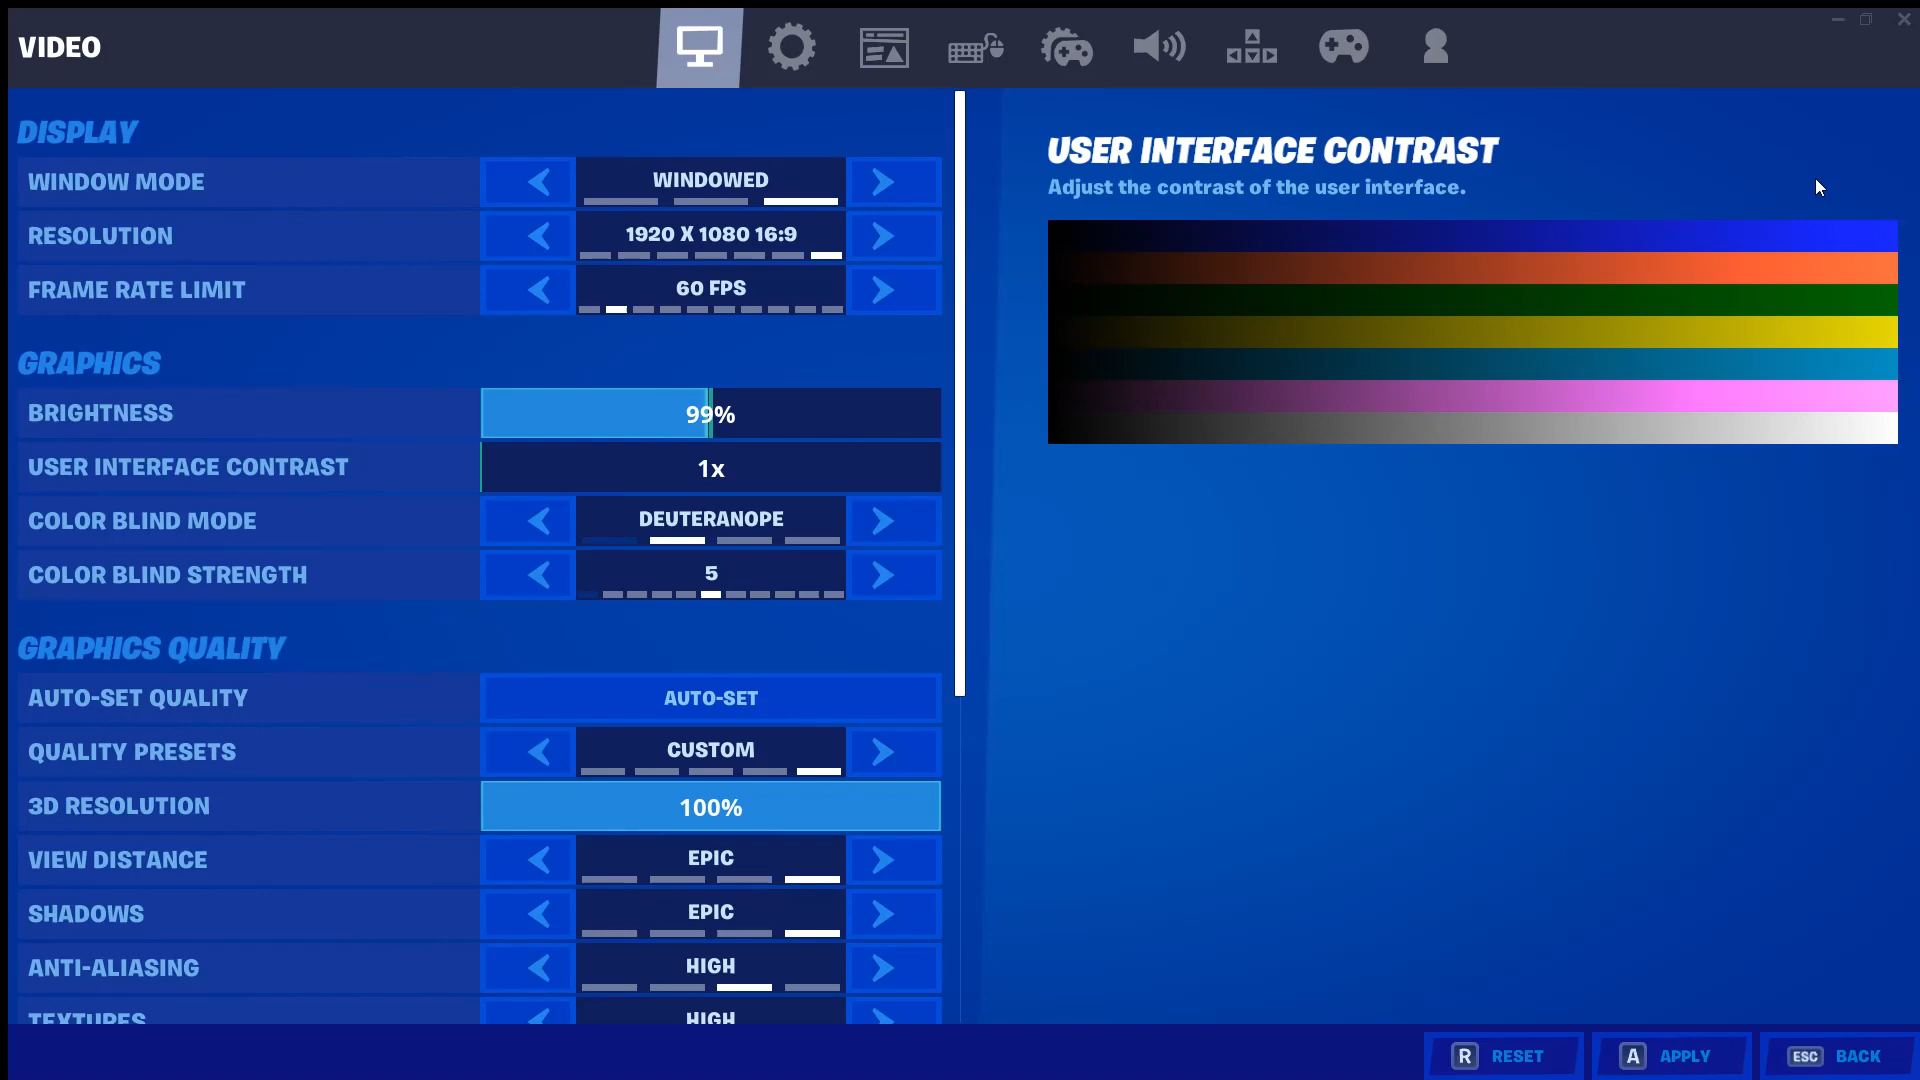 VIDEO
DISPLAY
WINDOW MODE
WINDOWED
RESOLUTION
1920 X 1080 16:9
FRAME RATE LIMIT
60 FPS
GRAPHICS
BRIGHTNESS
99%
USER INTERFACE CONTRAST
1x
COLOR BLIND MODE
DEUTERANOPE
COLOR BLIND STRENGTH
5
GRAPHICS QUALITY
AUTO-SET QUALITY
AUTO-SET
QUALITY PRESETS
CUSTOM
3D RESOLUTION
100%
VIEW DISTANCE
EPIC
SHADOWS
EPIC
ANTI-ALIASING
HIGH
TEXTURES
HIGH
USER INTERFACE CONTRAST
Adjust the contrast of the user interface.
R RESET
A APPLY
ESC BACK